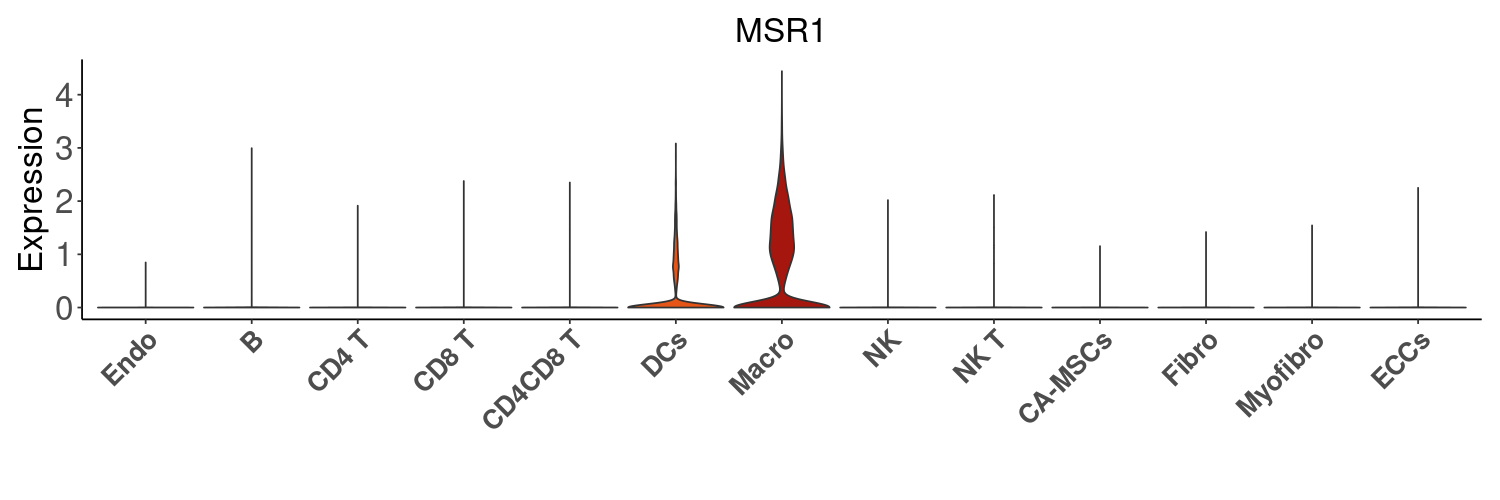 MSR1
Expression
4
3
2
1
0
Endo
B
CD4 T
CD8 T
CD4CD8 T
DCs
Macro
NK
NK T
CA-MSCs
Fibro
Myofibro
ECCs